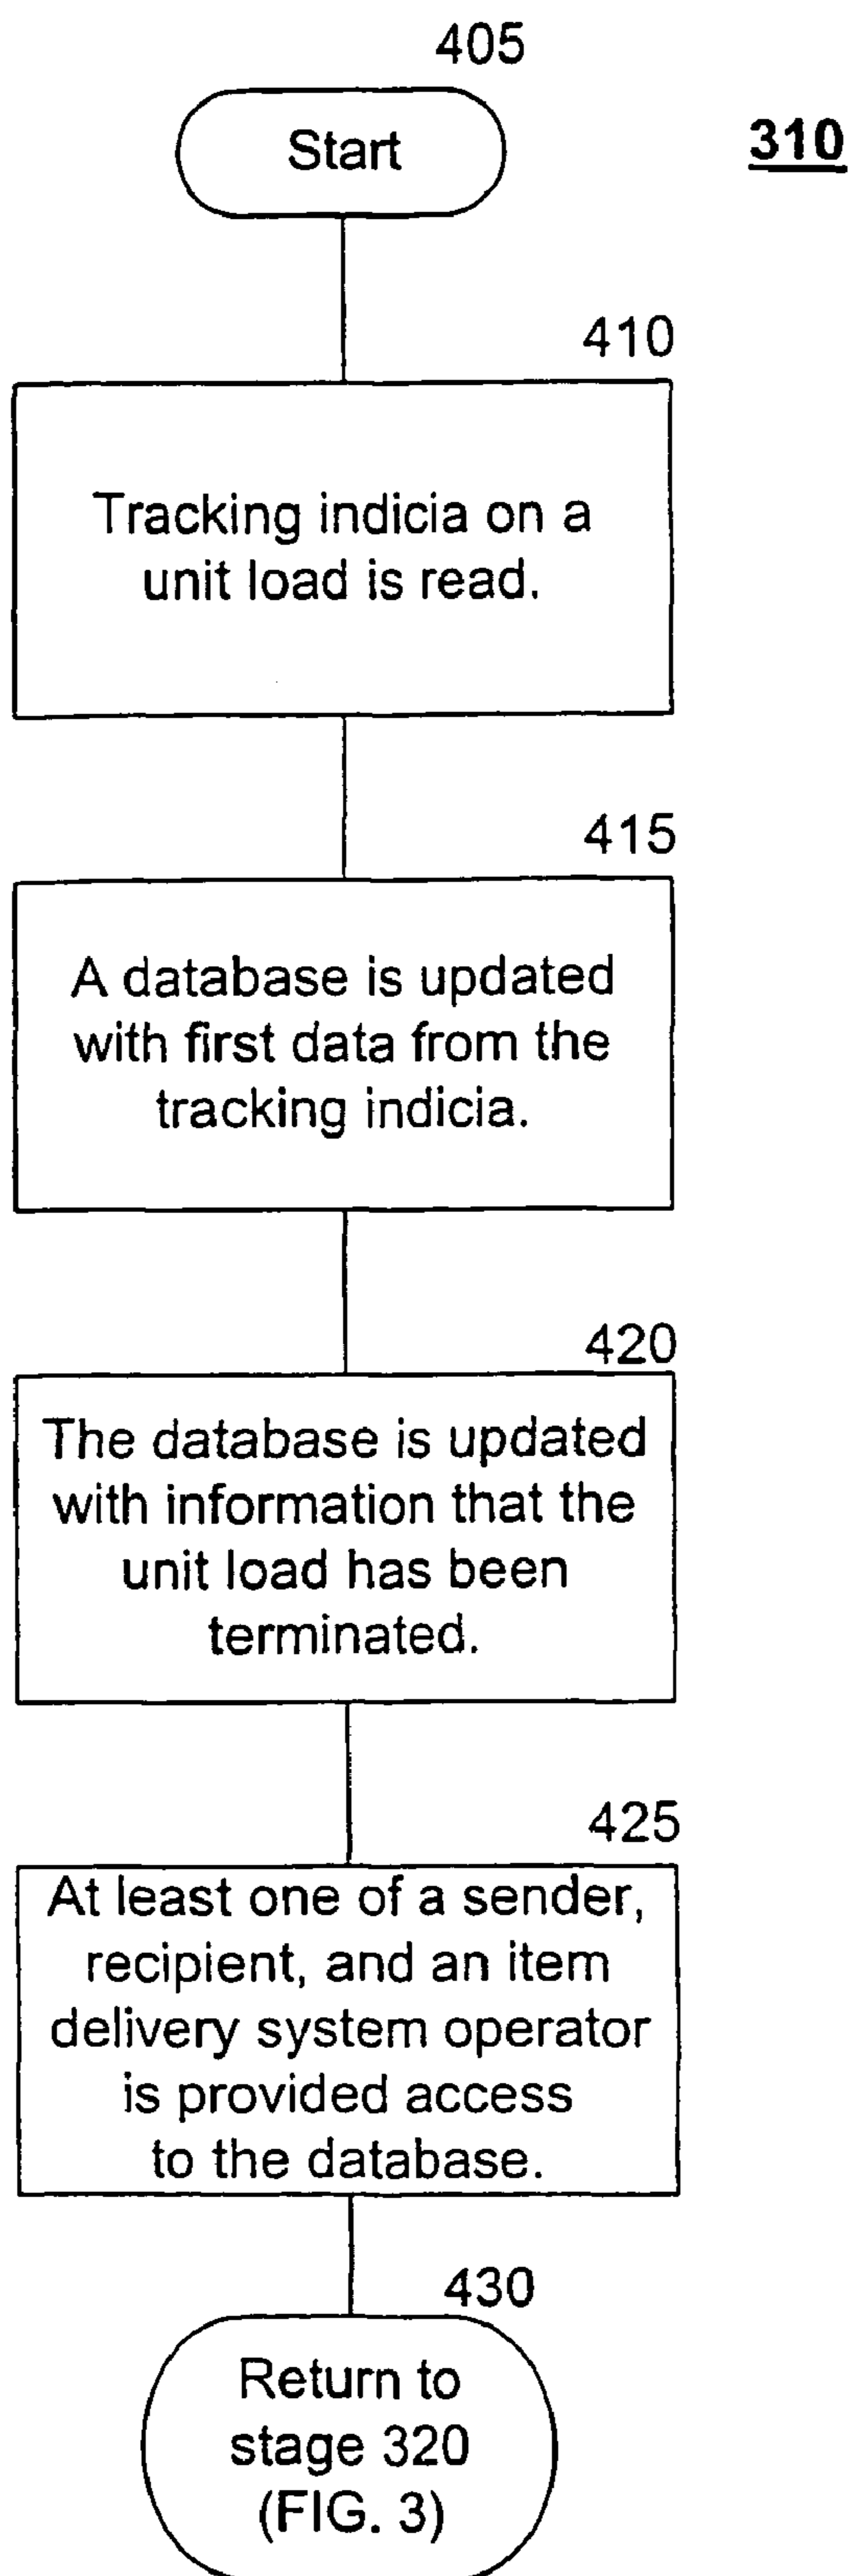 405
Start
310
410
Tracking indicia on a
unit load is read.
415
A database is updated
with first data from the
tracking indicia.
420
The database is updated
with information that the
unit load has been
terminated.
425
At least one of a sender,
recipient, and an item
delivery system operator
is provided access
to the database.
430
Return to
stage 320
(FIG. 3)